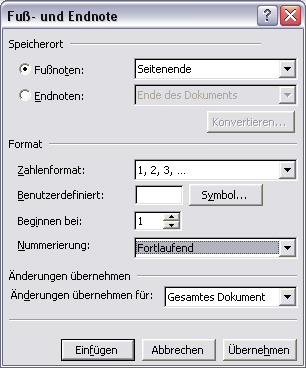 Fuß- und Endnote
Speicherort
Fußnoten: Seitenende
Endnoten: Ende des Dokuments
Konvertieren...
Format
Zahlenformat: 1, 2, 3, ...
Benutzerdefiniert: Symbol...
Beginnen bei: 1
Nummerierung: Fortlaufend
Änderungen übernehmen
Änderungen übernehmen für: Gesamtes Dokument
Einfügen Abbrechen Übernehmen